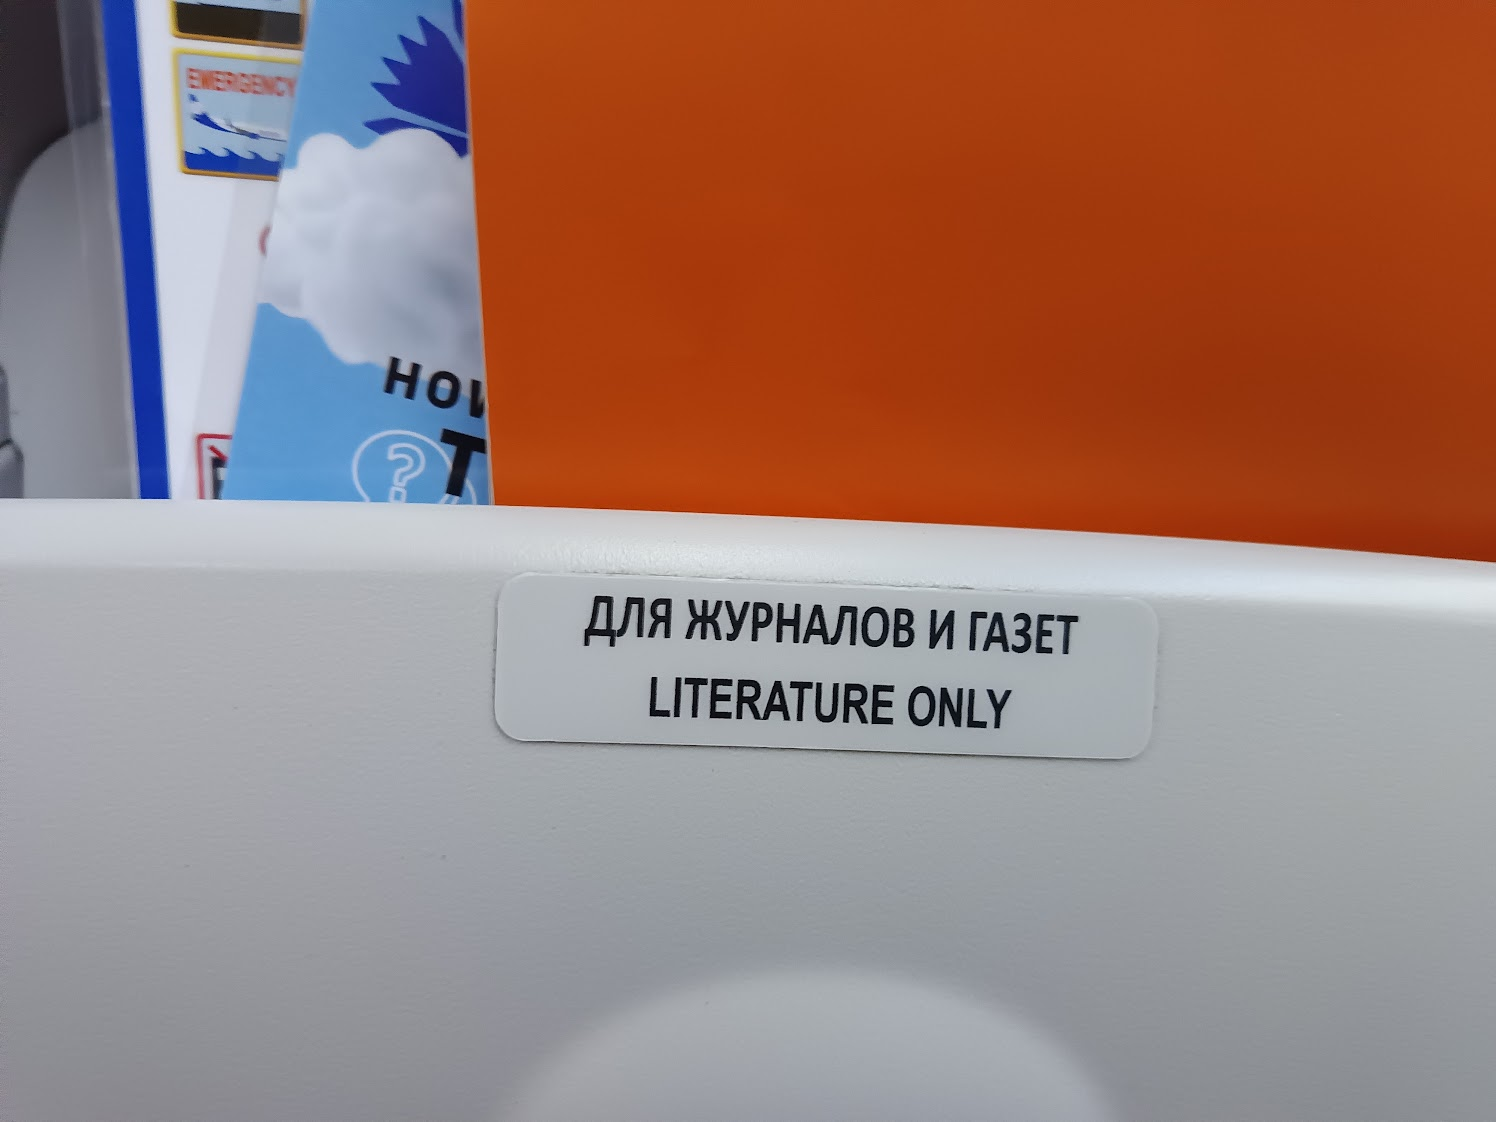 EMERGENCY
?
ДЛЯ ЖУРНАЛОВ И ГАЗЕТ
LITERATURE ONLY